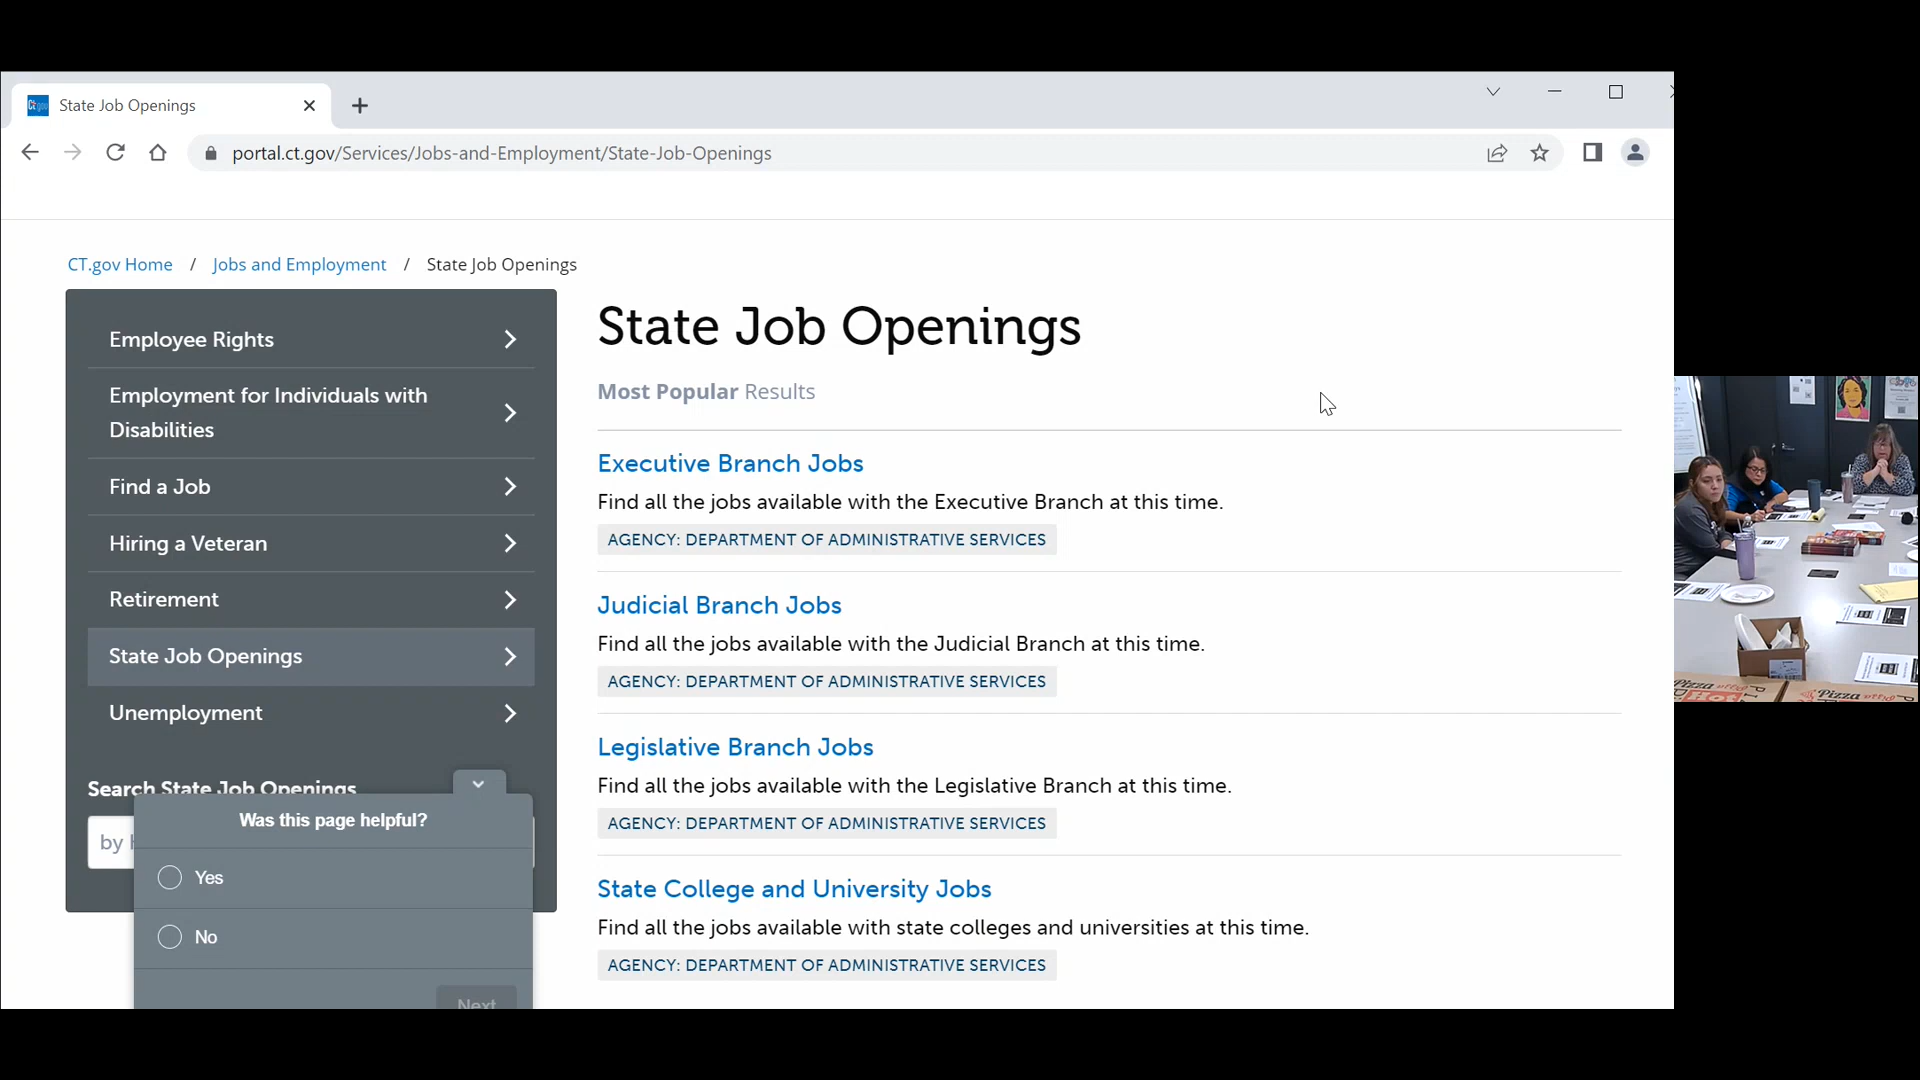 State Job Openings
portal.ct.gov/Services/Jobs-and-Employment/State-Job-Openings
CT.gov Home / Jobs and Employment / State Job Openings
Employee Rights
Employment for Individuals with
Disabilities
Find a Job
Hiring a Veteran
Retirement
State Job Openings
Unemployment
Search State Job Openings
by
Was this page helpful?
Yes
No
Next
State Job Openings
Most Popular Results
Executive Branch Jobs
Find all the jobs available with the Executive Branch at this time.
AGENCY: DEPARTMENT OF ADMINISTRATIVE SERVICES
Judicial Branch Jobs
Find all the jobs available with the Judicial Branch at this time.
AGENCY: DEPARTMENT OF ADMINISTRATIVE SERVICES
Legislative Branch Jobs
Find all the jobs available with the Legislative Branch at this time.
AGENCY: DEPARTMENT OF ADMINISTRATIVE SERVICES
State College and University Jobs
Find all the jobs available with state colleges and universities at this time.
AGENCY: DEPARTMENT OF ADMINISTRATIVE SERVICES
Pizza
Hot
Pizza